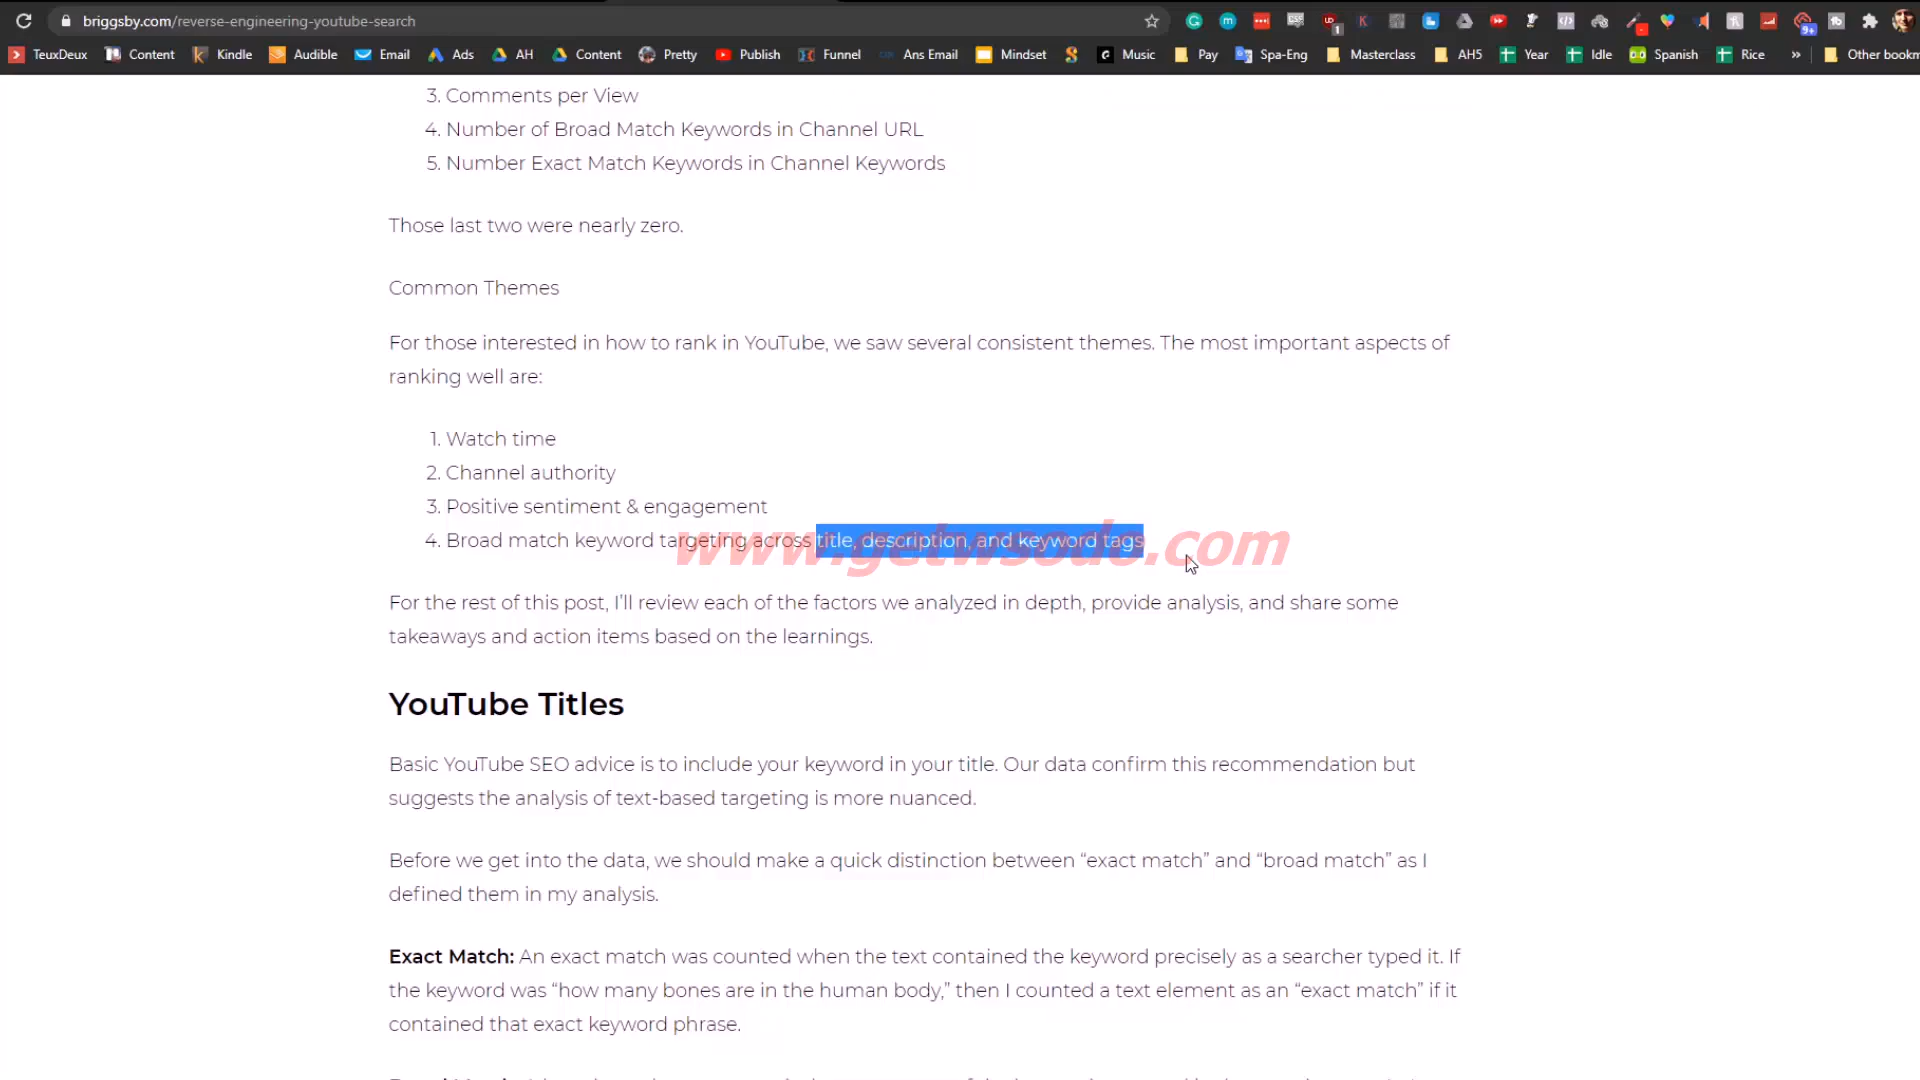 briggsby.com/reverse-engineering-youtube-search
TeuxDeux Content Kindle Audible Email Ads AH Content Pretty Publish Funnel Ans Email Mindset Music Pay Spa-Eng Masterclass AH5 Year Idle Spanish Rice » Other bookm
3. Comments per View
4. Number of Broad Match Keywords in Channel URL
5. Number Exact Match Keywords in Channel Keywords
Those last two were nearly zero.
Common Themes
For those interested in how to rank in YouTube, we saw several consistent themes. The most important aspects of
ranking well are:
1. Watch time
2. Channel authority
3. Positive sentiment & engagement
4. Broad match keyword targeting across title, description, and keyword tags
www.getwsodo.com
For the rest of this post, I'll review each of the factors we analyzed in depth, provide analysis, and share some
takeaways and action items based on the learnings.
YouTube Titles
Basic YouTube SEO advice is to include your keyword in your title. Our data confirm this recommendation but
suggests the analysis of text-based targeting is more nuanced.
Before we get into the data, we should make a quick distinction between “exact match” and “broad match” as I
defined them in my analysis.
Exact Match: An exact match was counted when the text contained the keyword precisely as a searcher typed it. If
the keyword was “how many bones are in the human body,” then I counted a text element as an “exact match” if it
contained that exact keyword phrase.